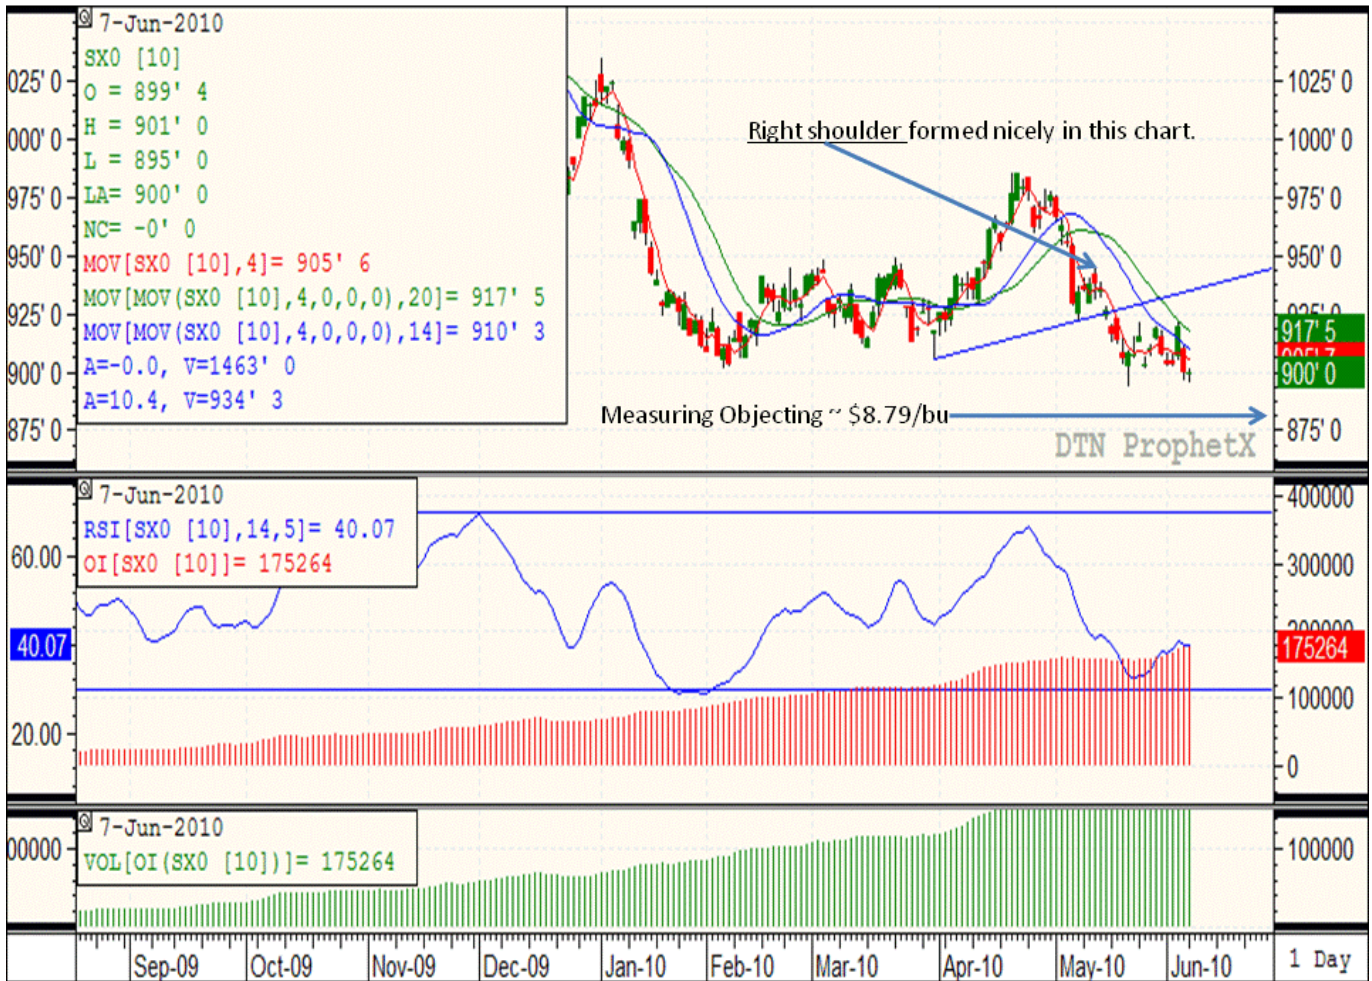 7-Jun-2010
SX0 [10]
O = 899' 4
H = 901' 0
L = 895' 0
LA= 900' 0
NC= -0' 0
MOV[SX0 [10],4]= 905' 6
MOV[MOV(SX0 [10],4,0,0,0),20]= 917' 5
MOV[MOV(SX0 [10],4,0,0,0),14]= 910' 3
A=-0.0, V=1463' 0
A=10.4, V=934' 3
025' 0
000' 0
975' 0
950' 0
925' 0
900' 0
875' 0
Right shoulder formed nicely in this chart.
Measuring Objecting ~ $8.79/bu
DTN ProphetX
1025' 0
1000' 0
975' 0
950' 0
917' 5
900' 0
875' 0
7-Jun-2010
RSI[SX0 [10],14,5]= 40.07
OI[SX0 [10]]= 175264
60.00
40.07
20.00
400000
300000
200000
175264
100000
0
7-Jun-2010
VOL[OI(SX0 [10])]= 175264
00000
100000
Sep-09 Oct-09 Nov-09 Dec-09 Jan-10 Feb-10 Mar-10 Apr-10 May-10 Jun-10 1 Day